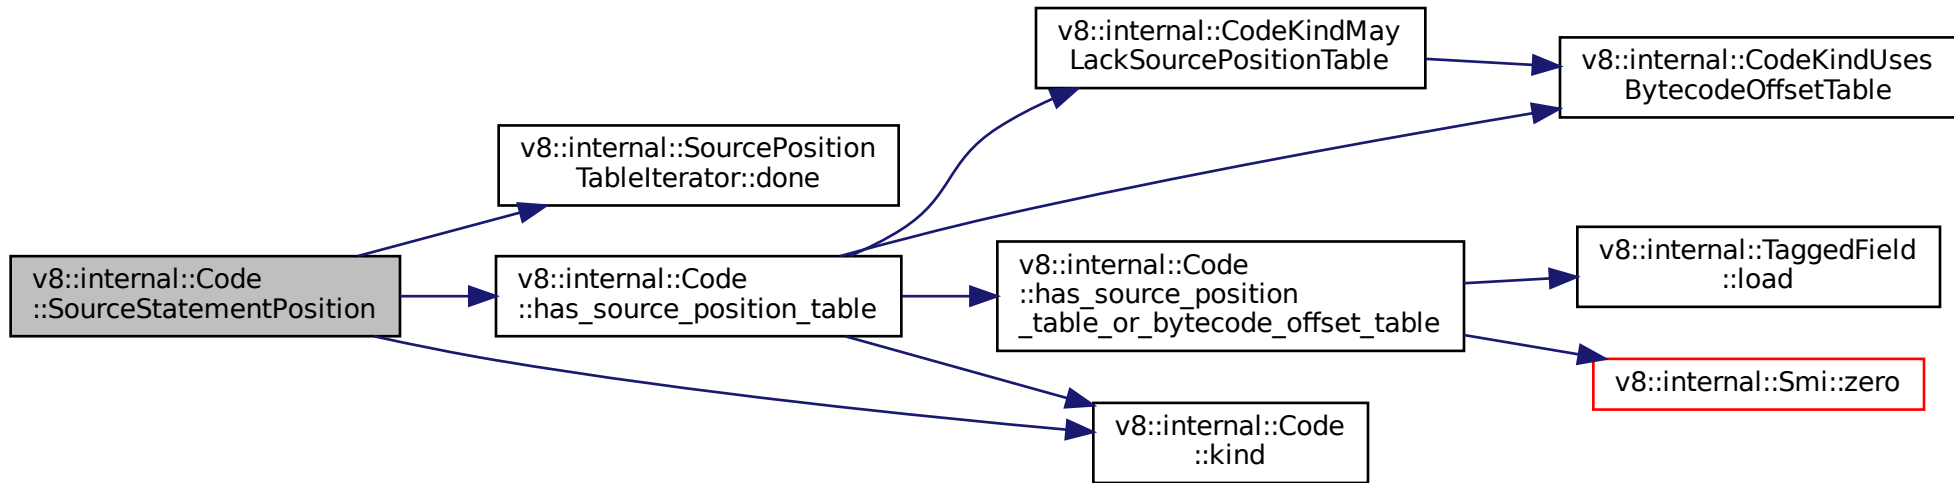 v8::internal::Code
::SourceStatementPosition
v8::internal::SourcePosition
TableIterator::done
v8::internal::Code
::has_source_position_table
v8::internal::CodeKindMay
LackSourcePositionTable
v8::internal::CodeKindUses
BytecodeOffsetTable
v8::internal::Code
::has_source_position
_table_or_bytecode_offset_table
v8::internal::TaggedField
::load
v8::internal::Smi::zero
v8::internal::Code
::kind